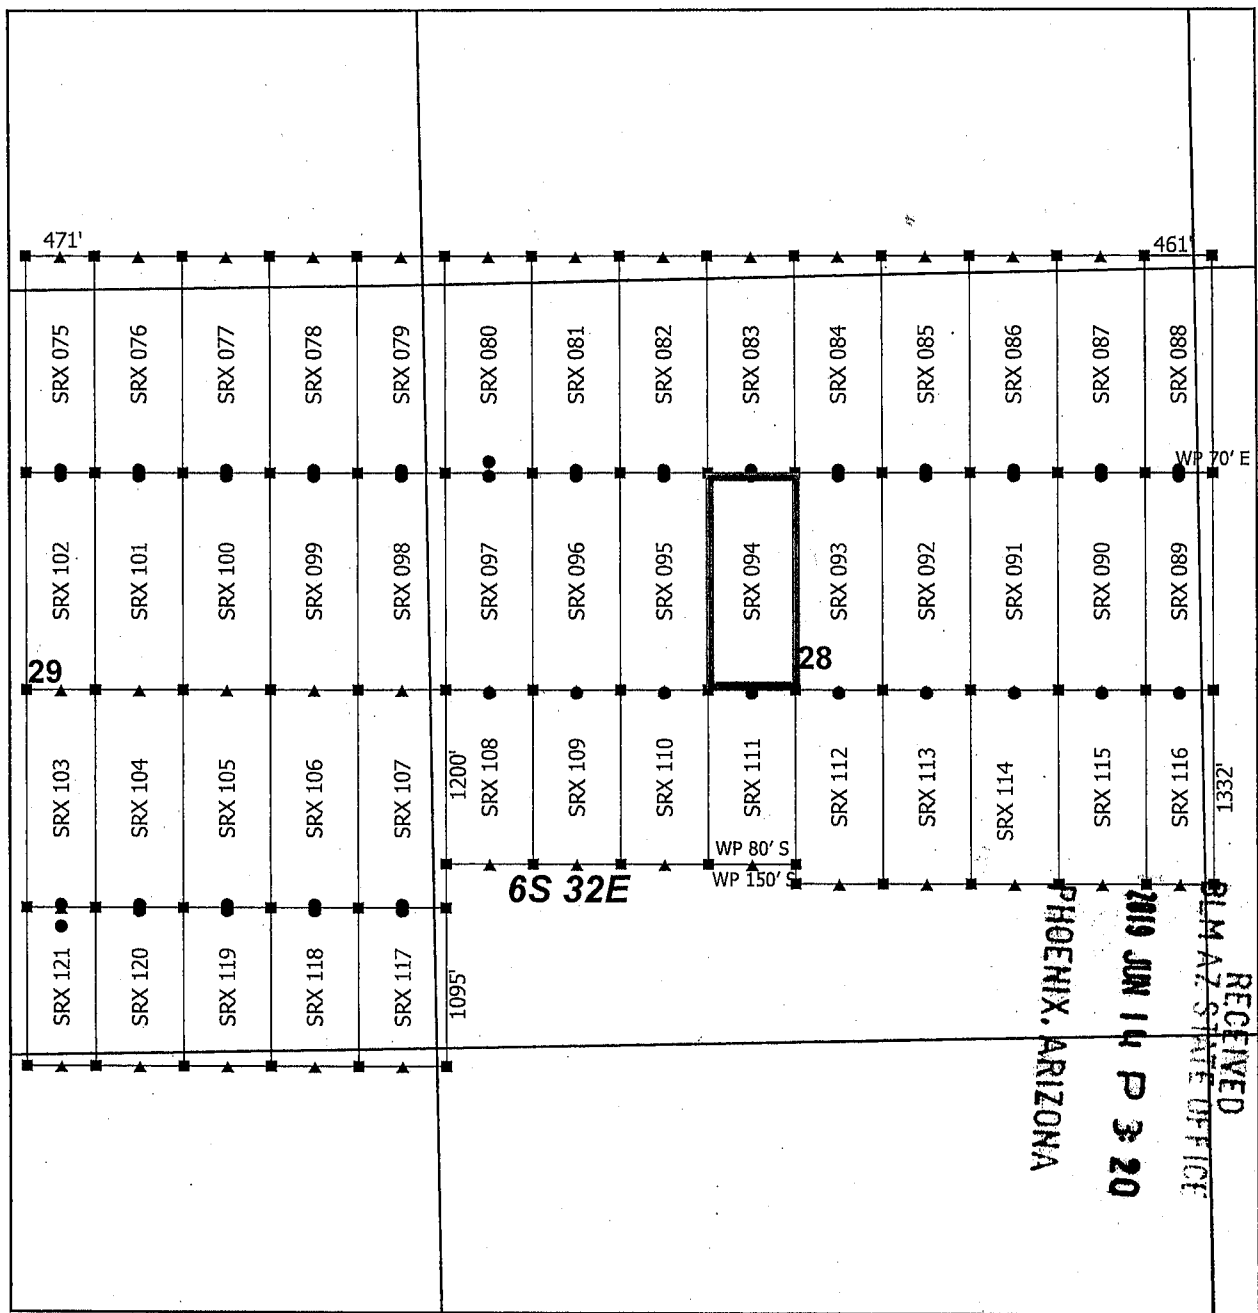 471'
461'
SRX 075
SRX 076
SRX 077
SRX 078
SRX 079
SRX 080
SRX 081
SRX 082
SRX 083
SRX 084
SRX 085
SRX 086
SRX 087
SRX 088
WP 70' E
SRX 102
SRX 101
SRX 100
SRX 099
SRX 098
SRX 097
SRX 096
SRX 095
SRX 094
SRX 093
SRX 092
SRX 091
SRX 090
SRX 089
29
28
SRX 103
SRX 104
SRX 105
SRX 106
SRX 107
1200'
SRX 108
SRX 109
SRX 110
SRX 111
SRX 112
SRX 113
SRX 114
SRX 115
SRX 116
1332'
WP 80' S
WP 150' S
6S 32E
SRX 121
SRX 120
SRX 119
SRX 118
SRX 117
1095'
RECEIVED
BLM AZ STATE OFFICE
2019 JUN 14 P 3:20
PHOENIX, ARIZONA